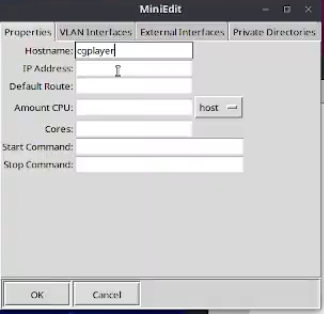 MiniEdit
Properties VLAN Interfaces External Interfaces Private Directories
Hostname: cgplayer
IP Address:
Default Route:
Amount CPU: host
Cores:
Start Command:
Stop Command:
OK Cancel